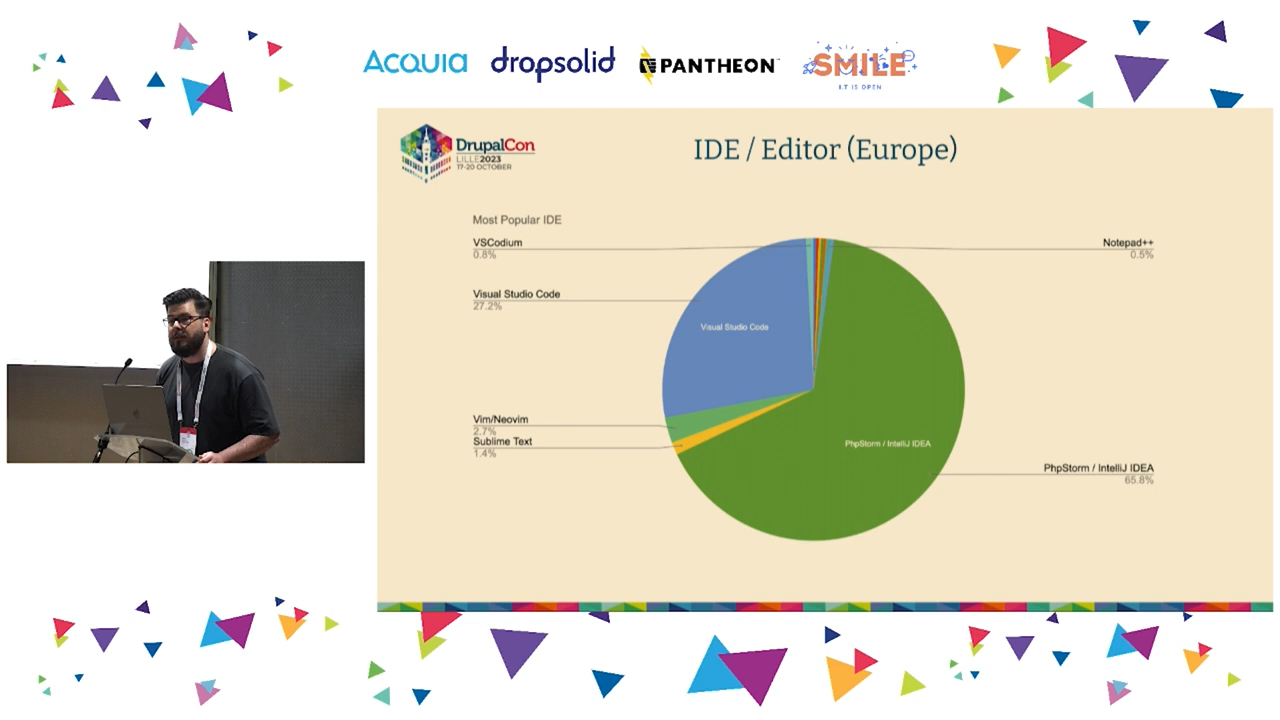 ACQUIA dropsolid PANTHEON SMILE
I.T IS OPEN
DrupalCon
LILLE2023
17-20 OCTOBER
IDE / Editor (Europe)
Most Popular IDE
VSCodium
0.8%
Notepad++
0.5%
Visual Studio Code
27.2%
Visual Studio Code
Vim/Neovim
2.7%
Sublime Text
1.4%
PhpStorm / IntelliJ IDEA
PhpStorm / IntelliJ IDEA
65.8%